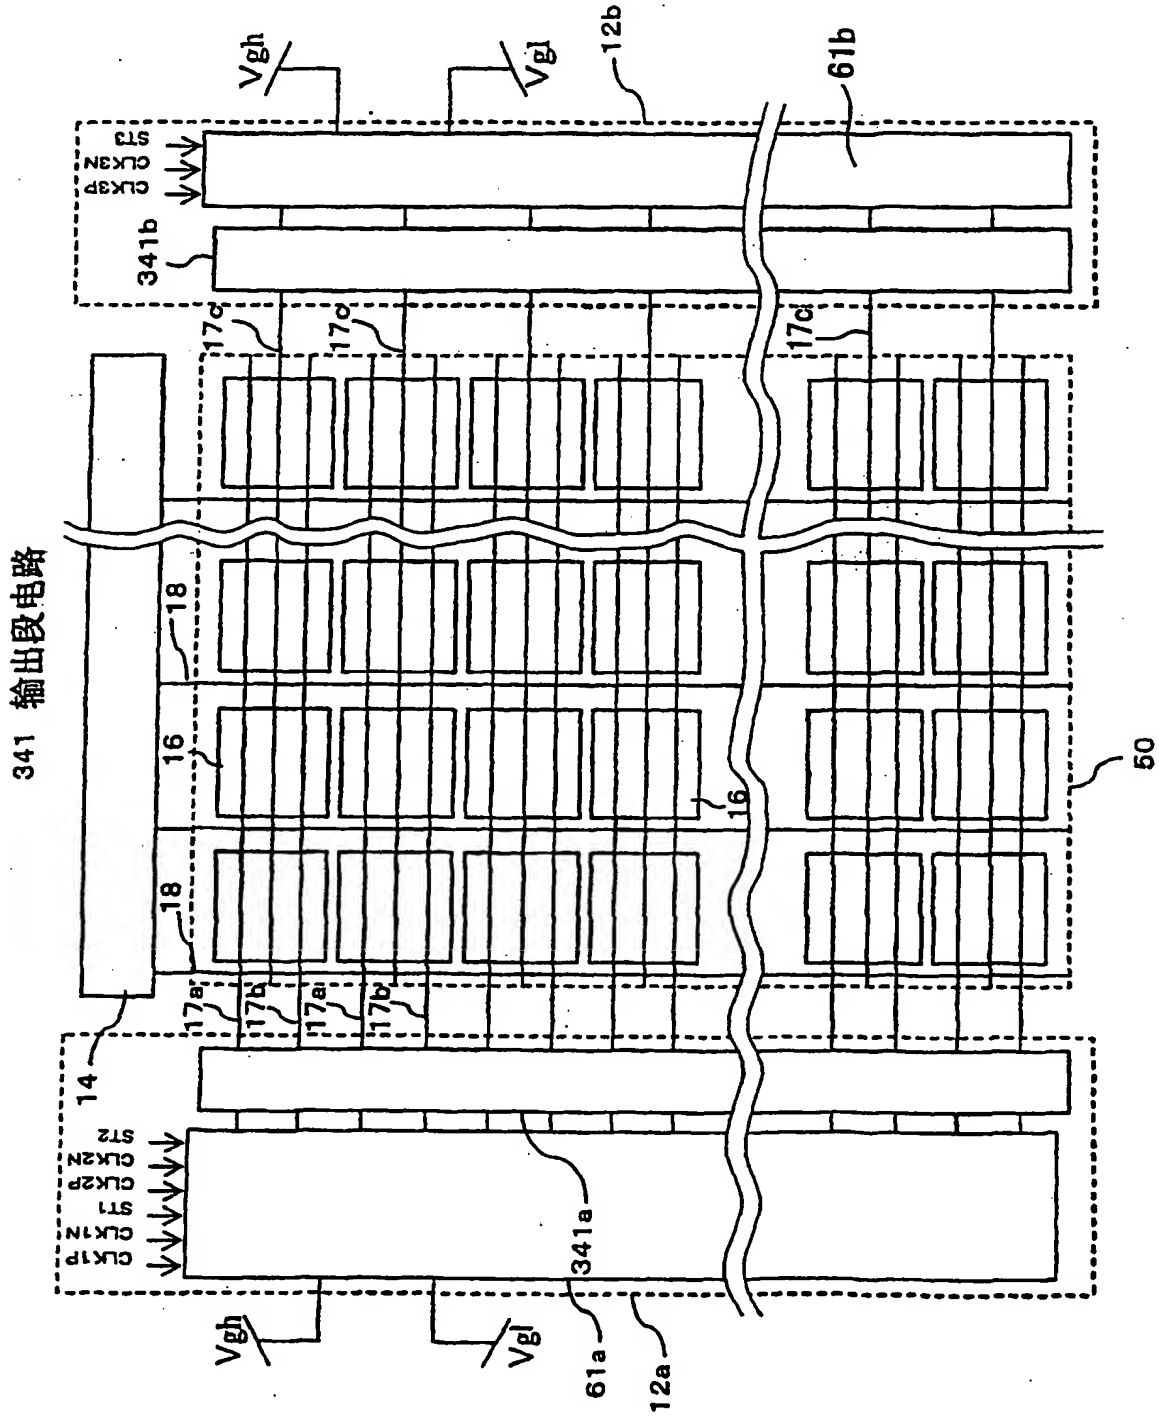 341 输出段电路
14
18
16
18
17a
17b
17a
17b
17c
17c
17c
16
50
CLK1P
CLK1N
ST1
CLK2P
CLK2N
ST2
Vgh
Vgl
61a
12a
341a
341b
CLK3P
CLK3N
ST3
Vgh
Vgl
12b
61b